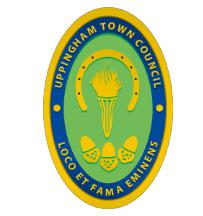 UPPINGHAM TOWN COUNCIL
LOCO ET FAMA EMINENS